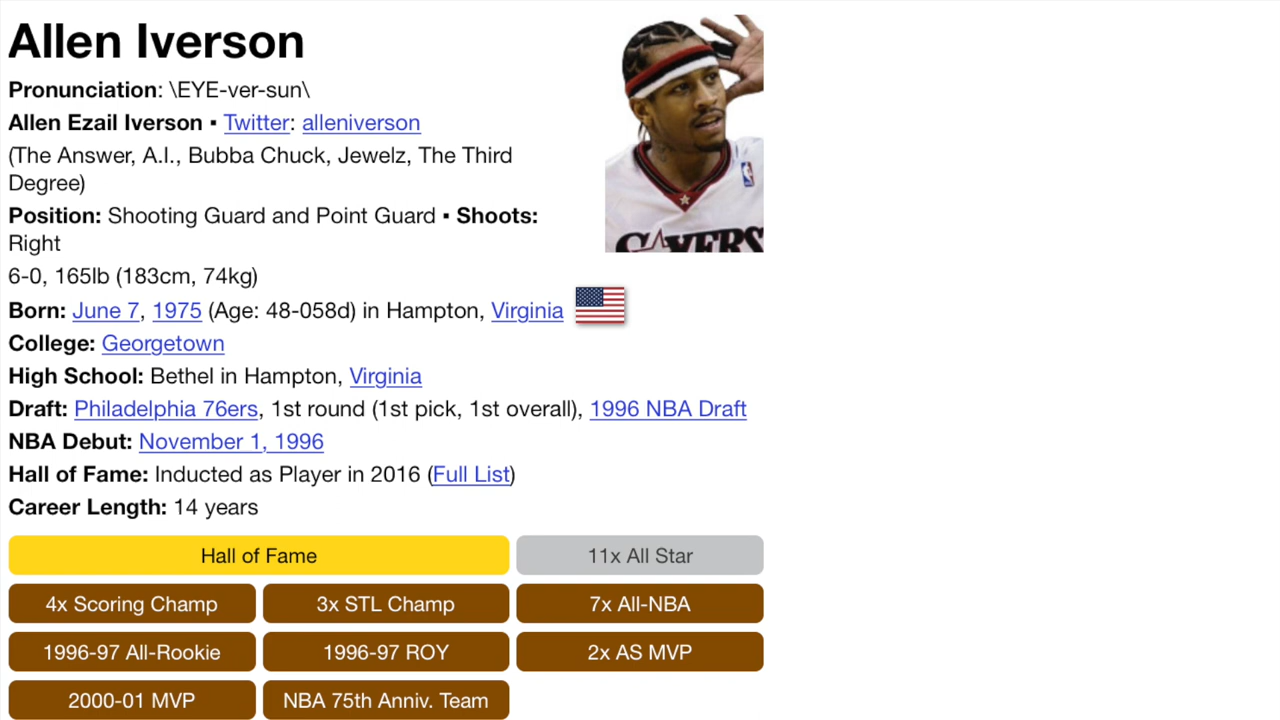 Allen Iverson
Pronunciation: \EYE-ver-sun\
Allen Ezail Iverson ▪ Twitter: alleniverson
(The Answer, A.I., Bubba Chuck, Jewelz, The Third
Degree)
Position: Shooting Guard and Point Guard ▪ Shoots:
Right
6-0, 165lb (183cm, 74kg)
Born: June 7, 1975 (Age: 48-058d) in Hampton, Virginia
College: Georgetown
High School: Bethel in Hampton, Virginia
Draft: Philadelphia 76ers, 1st round (1st pick, 1st overall), 1996 NBA Draft
NBA Debut: November 1, 1996
Hall of Fame: Inducted as Player in 2016 (Full List)
Career Length: 14 years
Hall of Fame 11x All Star
4x Scoring Champ 3x STL Champ 7x All-NBA
1996-97 All-Rookie 1996-97 ROY 2x AS MVP
2000-01 MVP NBA 75th Anniv. Team